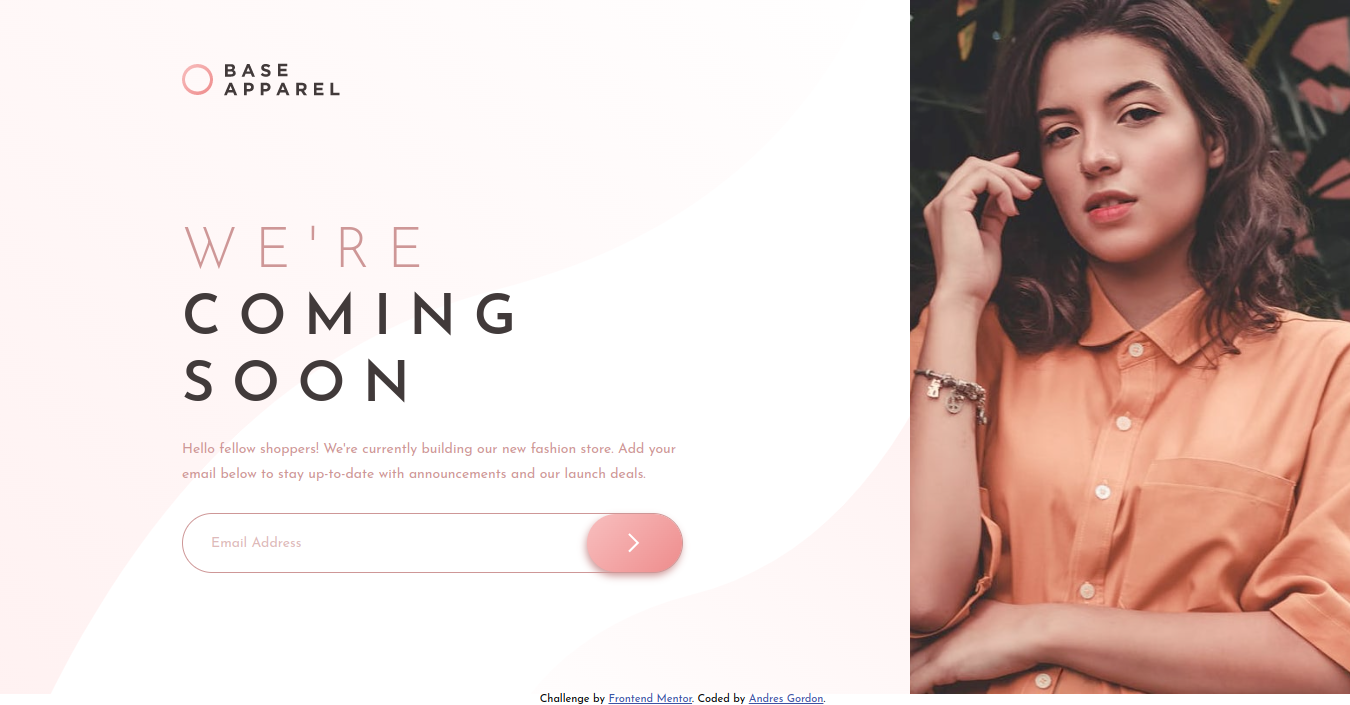 BASE
APPAREL
WE'RE
COMING
SOON
Hello fellow shoppers! We're currently building our new fashion store. Add your
email below to stay up-to-date with announcements and our launch deals.
Email Address
Challenge by Frontend Mentor. Coded by Andres Gordon.